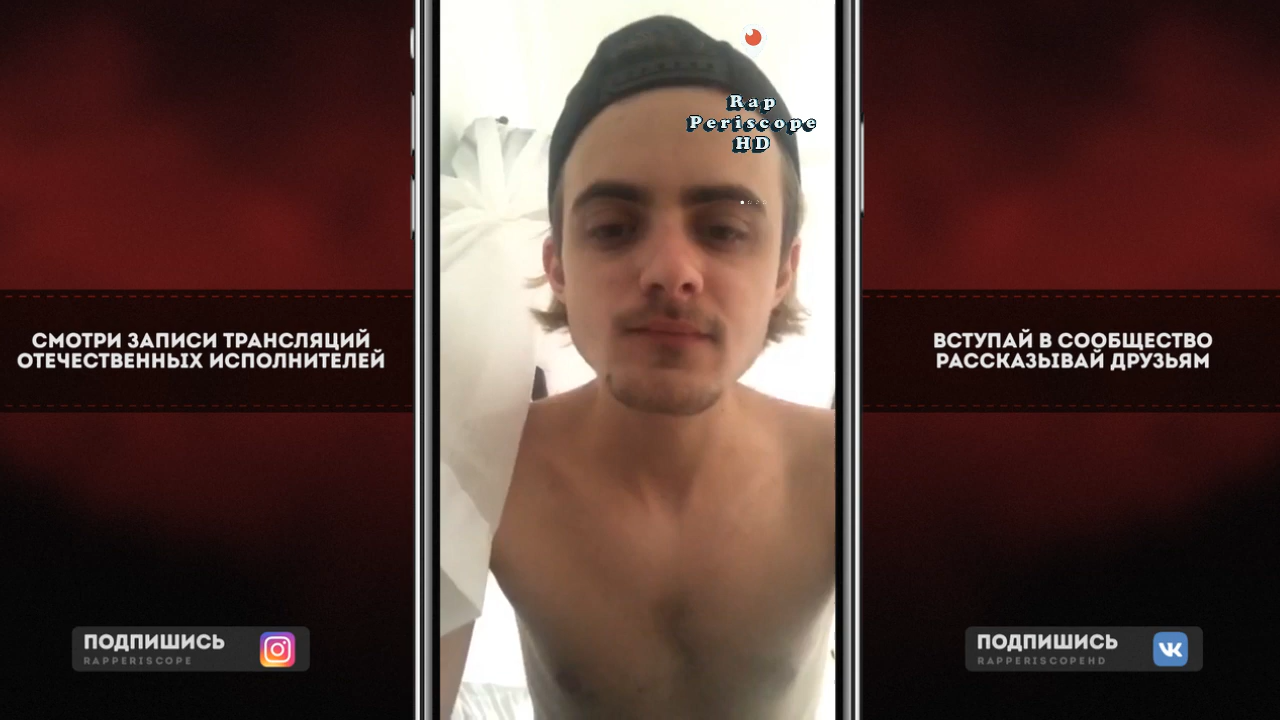 Rap
Periscope
HD
СМОТРИ ЗАПИСИ ТРАНСЛЯЦИЙ
ОТЕЧЕСТВЕННЫХ ИСПОЛНИТЕЛЕЙ
ВСТУПАЙ В СООБЩЕСТВО
РАССКАЗЫВАЙ ДРУЗЬЯМ
ПОДПИШИСЬ
RAPPERISCOPE
ПОДПИШИСЬ
RAPPERISCOPEHD